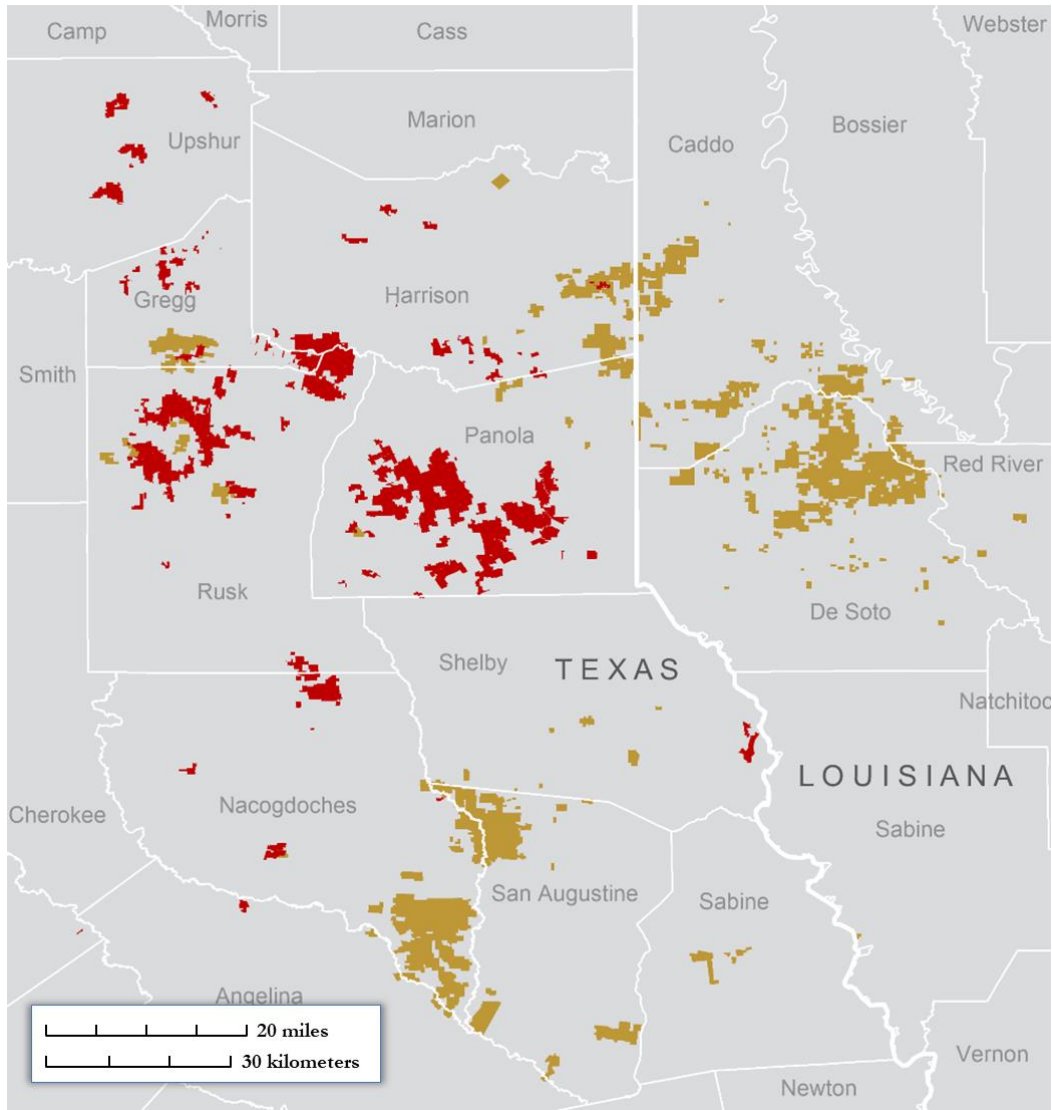 Morris
Camp
Cass
Webster
Marion
Bossier
Upshur
Caddo
Harrison
Gregg
Smith
Panola
Red River
Rusk
De Soto
Shelby
TEXAS
Natchitoc
LOUISIANA
Nacogdoches
Cherokee
Sabine
San Augustine
Sabine
Angelina
20 miles
30 kilometers
Vernon
Newton